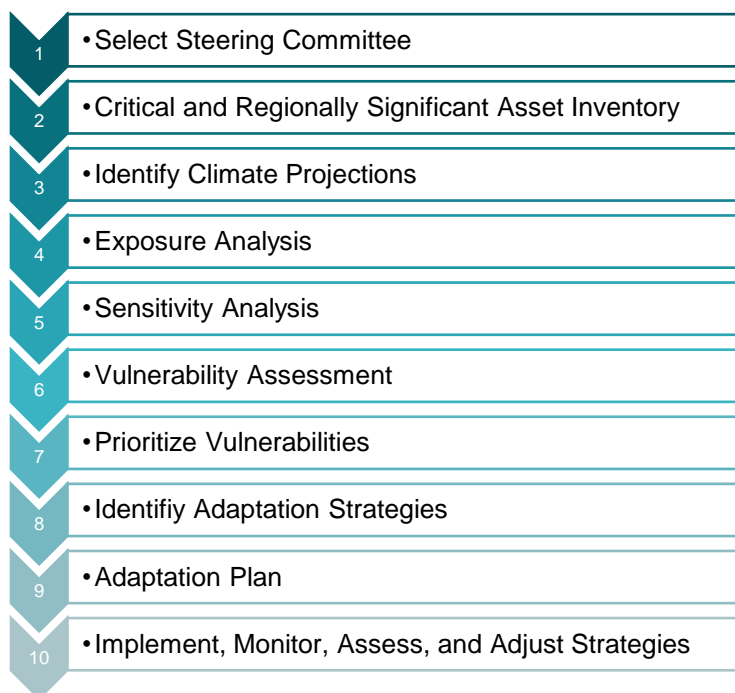 1 •Select Steering Committee
2 •Critical and Regionally Significant Asset Inventory
3 •Identify Climate Projections
4 •Exposure Analysis
5 •Sensitivity Analysis
6 •Vulnerability Assessment
7 •Prioritize Vulnerabilities
8 •Identifiy Adaptation Strategies
9 •Adaptation Plan
10 •Implement, Monitor, Assess, and Adjust Strategies